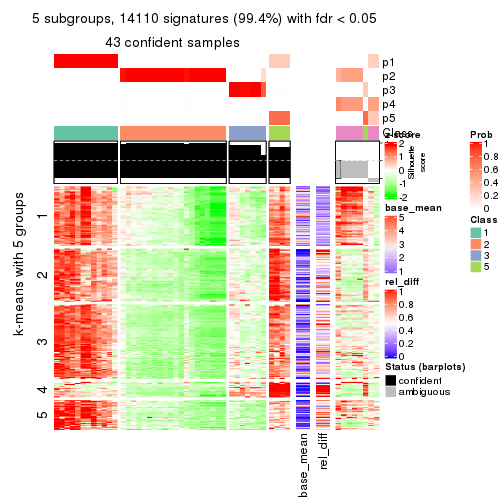 5 subgroups, 14110 signatures (99.4%) with fdr < 0.05
43 confident samples
p1
p2
p3
p4
p5
Class
Silhouette
score
k-means with 5 groups
1
2
3
4
5
base_mean
rel_diff
z-score
2
1
0
-1
-2
base_mean
5
4
3
2
1
rel_diff
1
0.8
0.6
0.4
0.2
0
Status (barplots)
confident
ambiguous
Prob
1
0.8
0.6
0.4
0.2
0
Class
1
2
3
5